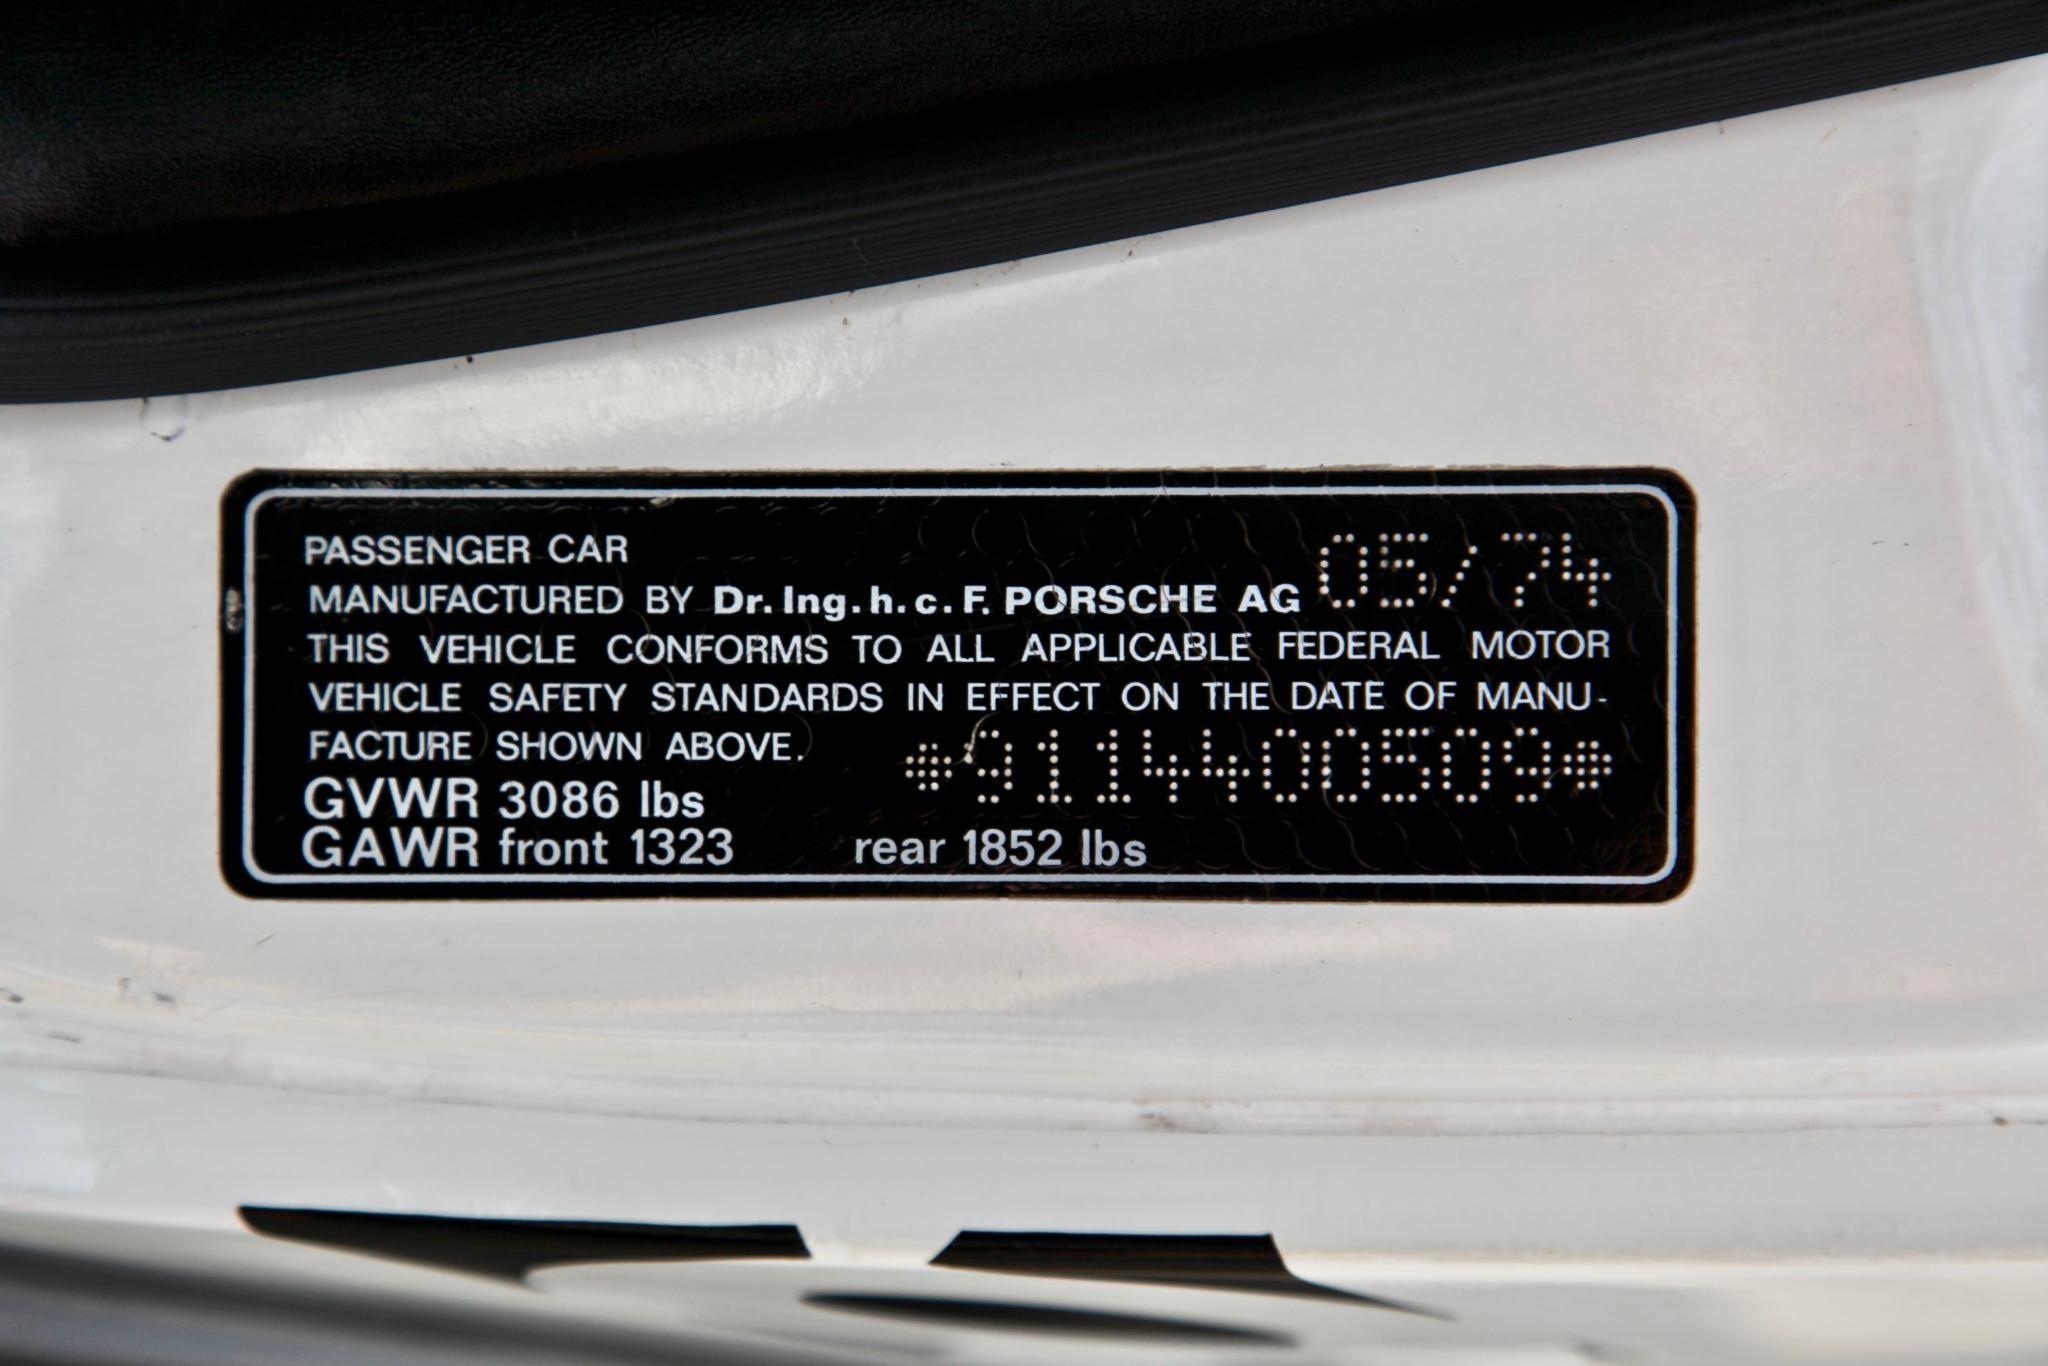 PASSENGER CAR
MANUFACTURED BY Dr.Ing.h.c.F. PORSCHE AG 05/74
THIS VEHICLE CONFORMS TO ALL APPLICABLE FEDERAL MOTOR
VEHICLE SAFETY STANDARDS IN EFFECT ON THE DATE OF MANU-
FACTURE SHOWN ABOVE. *9114400509*
GVWR 3086 lbs
GAWR front 1323 rear 1852 lbs